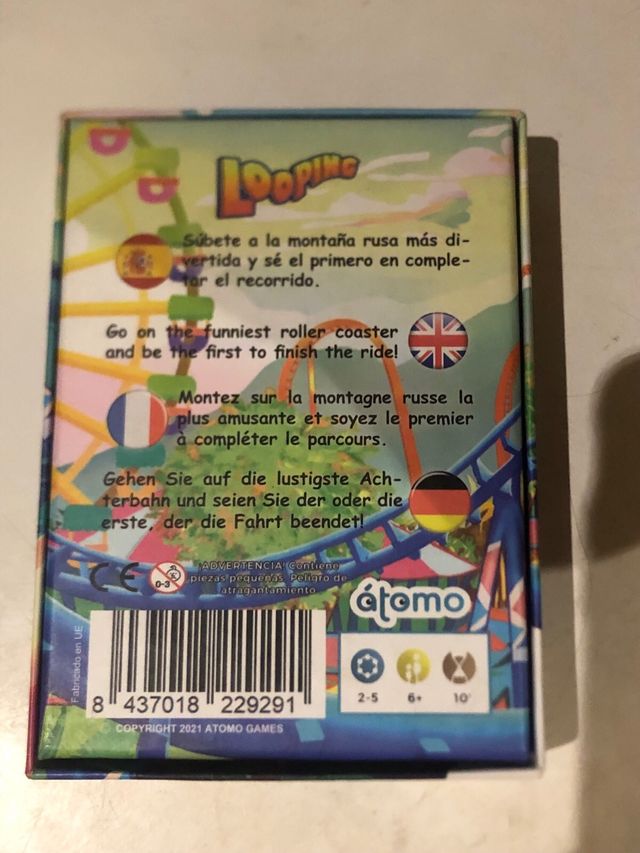 LOOPING
Súbete a la montaña rusa más di-
vertida y sé el primero en comple-
tar el recorrido.
Go on the funniest roller coaster
and be the first to finish the ride!
Montez sur la montagne russe la
plus amusante et soyez le premier
à compléter le parcours.
Gehen Sie auf die lustigste Ach-
terbahn und seien Sie der oder die
erste, der die Fahrt beendet!
CE
0-3
¡ADVERTENCIA! Contiene
piezas pequeñas. Peligro de
atragantamiento
átomo
Fabricado en UE
8 437018 229291
2-5 6+ 10'
© COPYRIGHT 2021 ATOMO GAMES